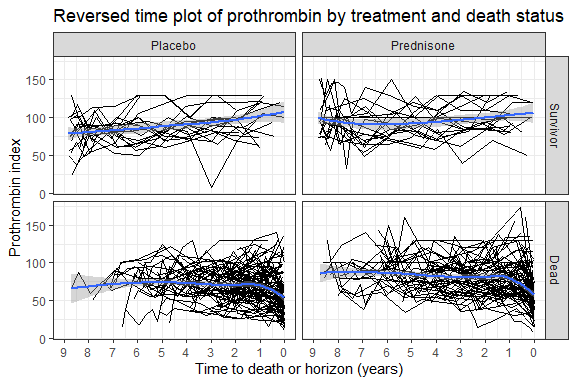 Reversed time plot of prothrombin by treatment and death status
Placebo
Prednisone
Prothrombin index
150
100
50
0
Survivor
150
100
50
0
Dead
9 8 7 6 5 4 3 2 1 0
9 8 7 6 5 4 3 2 1 0
Time to death or horizon (years)